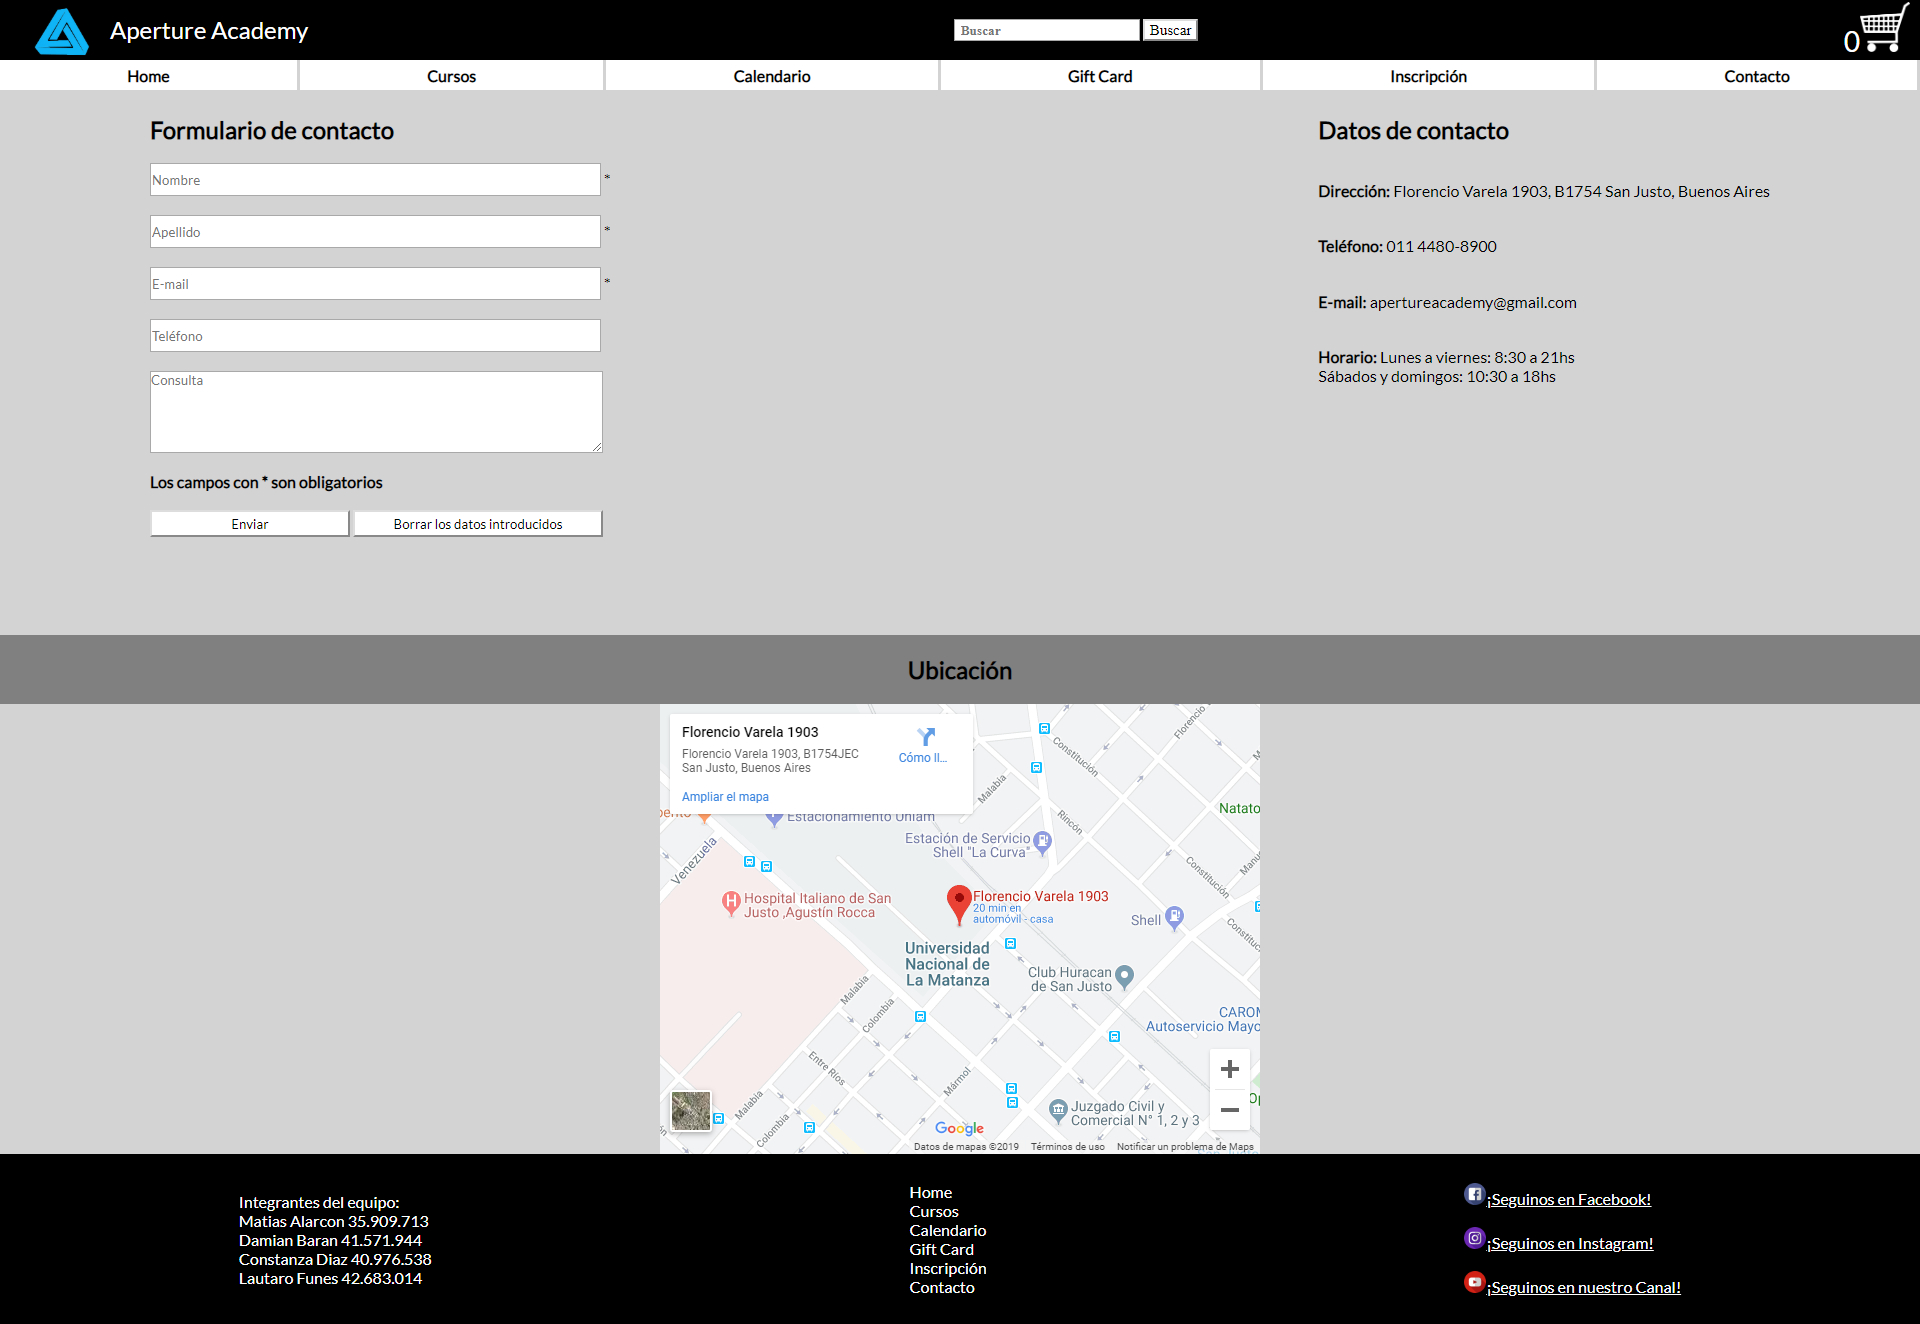 Aperture Academy
Buscar
Buscar
0
Home
Cursos
Calendario
Gift Card
Inscripción
Contacto
Formulario de contacto
Nombre *
Apellido *
E-mail *
Teléfono
Consulta
Los campos con * son obligatorios
Enviar
Borrar los datos introducidos
Datos de contacto
Dirección: Florencio Varela 1903, B1754 San Justo, Buenos Aires
Teléfono: 011 4480-8900
E-mail: apertureacademy@gmail.com
Horario: Lunes a viernes: 8:30 a 21hs
Sábados y domingos: 10:30 a 18hs
Ubicación
Florencio Varela 1903
Florencio Varela 1903, B1754JEC
San Justo, Buenos Aires
Cómo ll...
Ampliar el mapa
Estacionamiento Unlam
Estación de Servicio
Shell "La Curva"
Constitución
Malabia
Rincón
Natato
Constitución
Venezuela
Hospital Italiano de San
Justo ,Agustín Rocca
Florencio Varela 1903
20 min en
automóvil - casa
Shell
Universidad
Nacional de
La Matanza
Club Huracan
de San Justo
Malabia
Colombia
Autoservicio Mayo
Entre Ríos
Mármol
Malabia
Colombia
Juzgado Civil y
Comercial N° 1, 2 y 3
Google
Datos de mapas ©2019
Términos de uso
Notificar un problema de Maps
Integrantes del equipo:
Matias Alarcon 35.909.713
Damian Baran 41.571.944
Constanza Diaz 40.976.538
Lautaro Funes 42.683.014
Home
Cursos
Calendario
Gift Card
Inscripción
Contacto
¡Seguinos en Facebook!
¡Seguinos en Instagram!
¡Seguinos en nuestro Canal!